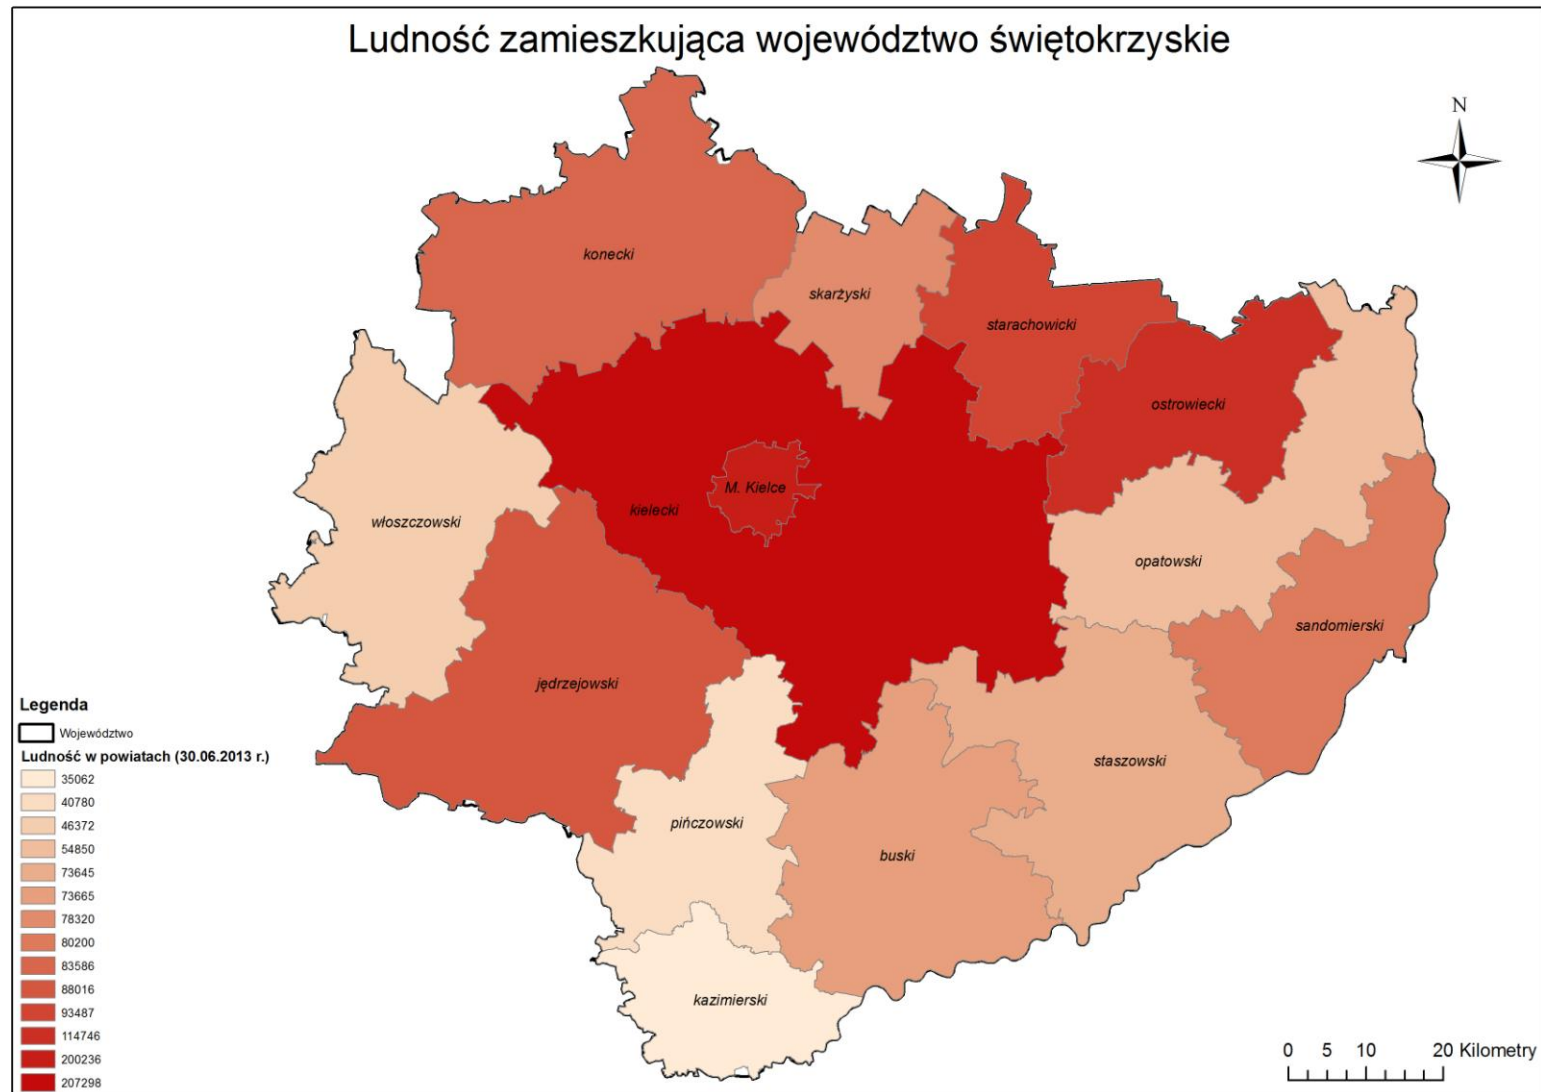 Ludność zamieszkująca województwo świętokrzyskie
N
konecki
skarżyski
starachowicki
ostrowiecki
M. Kielce
kielecki
włoszczowski
opatowski
sandomierski
jędrzejowski
staszowski
pińczowski
buski
kazimierski
Legenda
Województwo
Ludność w powiatach (30.06.2013 r.)
35062
40780
46372
54850
73645
73665
78320
80200
83586
88016
93487
114746
200236
207298
0 5 10 20 Kilometry